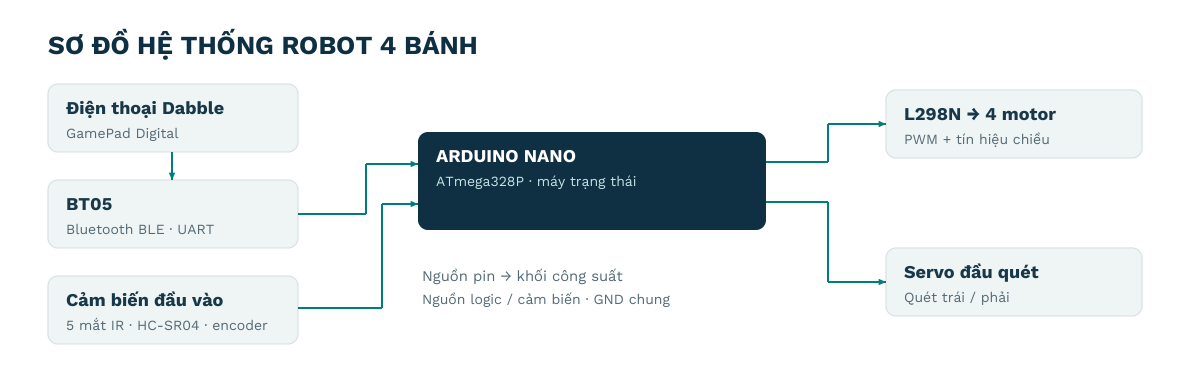 SƠ ĐỒ HỆ THỐNG ROBOT 4 BÁNH
Điện thoại Dabble
GamePad Digital
BT05
Bluetooth BLE · UART
Cảm biến đầu vào
5 mắt IR · HC-SR04 · encoder
ARDUINO NANO
ATmega328P · máy trạng thái
Nguồn pin → khối công suất
Nguồn logic / cảm biến · GND chung
L298N → 4 motor
PWM + tín hiệu chiều
Servo đầu quét
Quét trái / phải